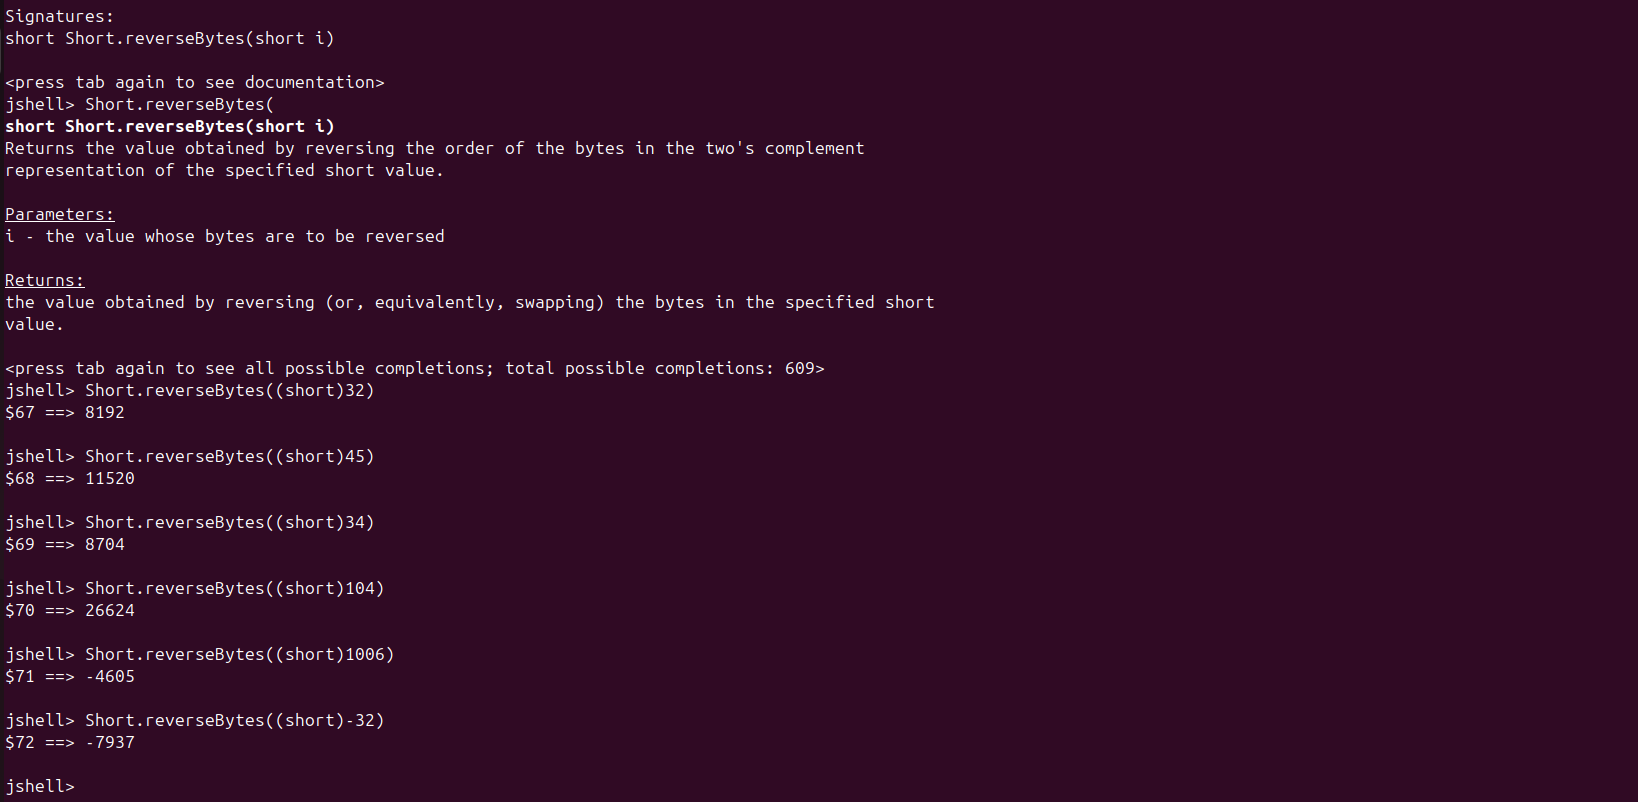 Signatures:
short Short.reverseBytes(short i)
<press tab again to see documentation>
jshell> Short.reverseBytes(
short Short.reverseBytes(short i)
Returns the value obtained by reversing the order of the bytes in the two's complement
representation of the specified short value.
Parameters:
i - the value whose bytes are to be reversed
Returns:
the value obtained by reversing (or, equivalently, swapping) the bytes in the specified short
value.
<press tab again to see all possible completions; total possible completions: 609>
jshell> Short.reverseBytes((short)32)
$67 ==> 8192
jshell> Short.reverseBytes((short)45)
$68 ==> 11520
jshell> Short.reverseBytes((short)34)
$69 ==> 8704
jshell> Short.reverseBytes((short)104)
$70 ==> 26624
jshell> Short.reverseBytes((short)1006)
$71 ==> -4605
jshell> Short.reverseBytes((short)-32)
$72 ==> -7937
jshell>